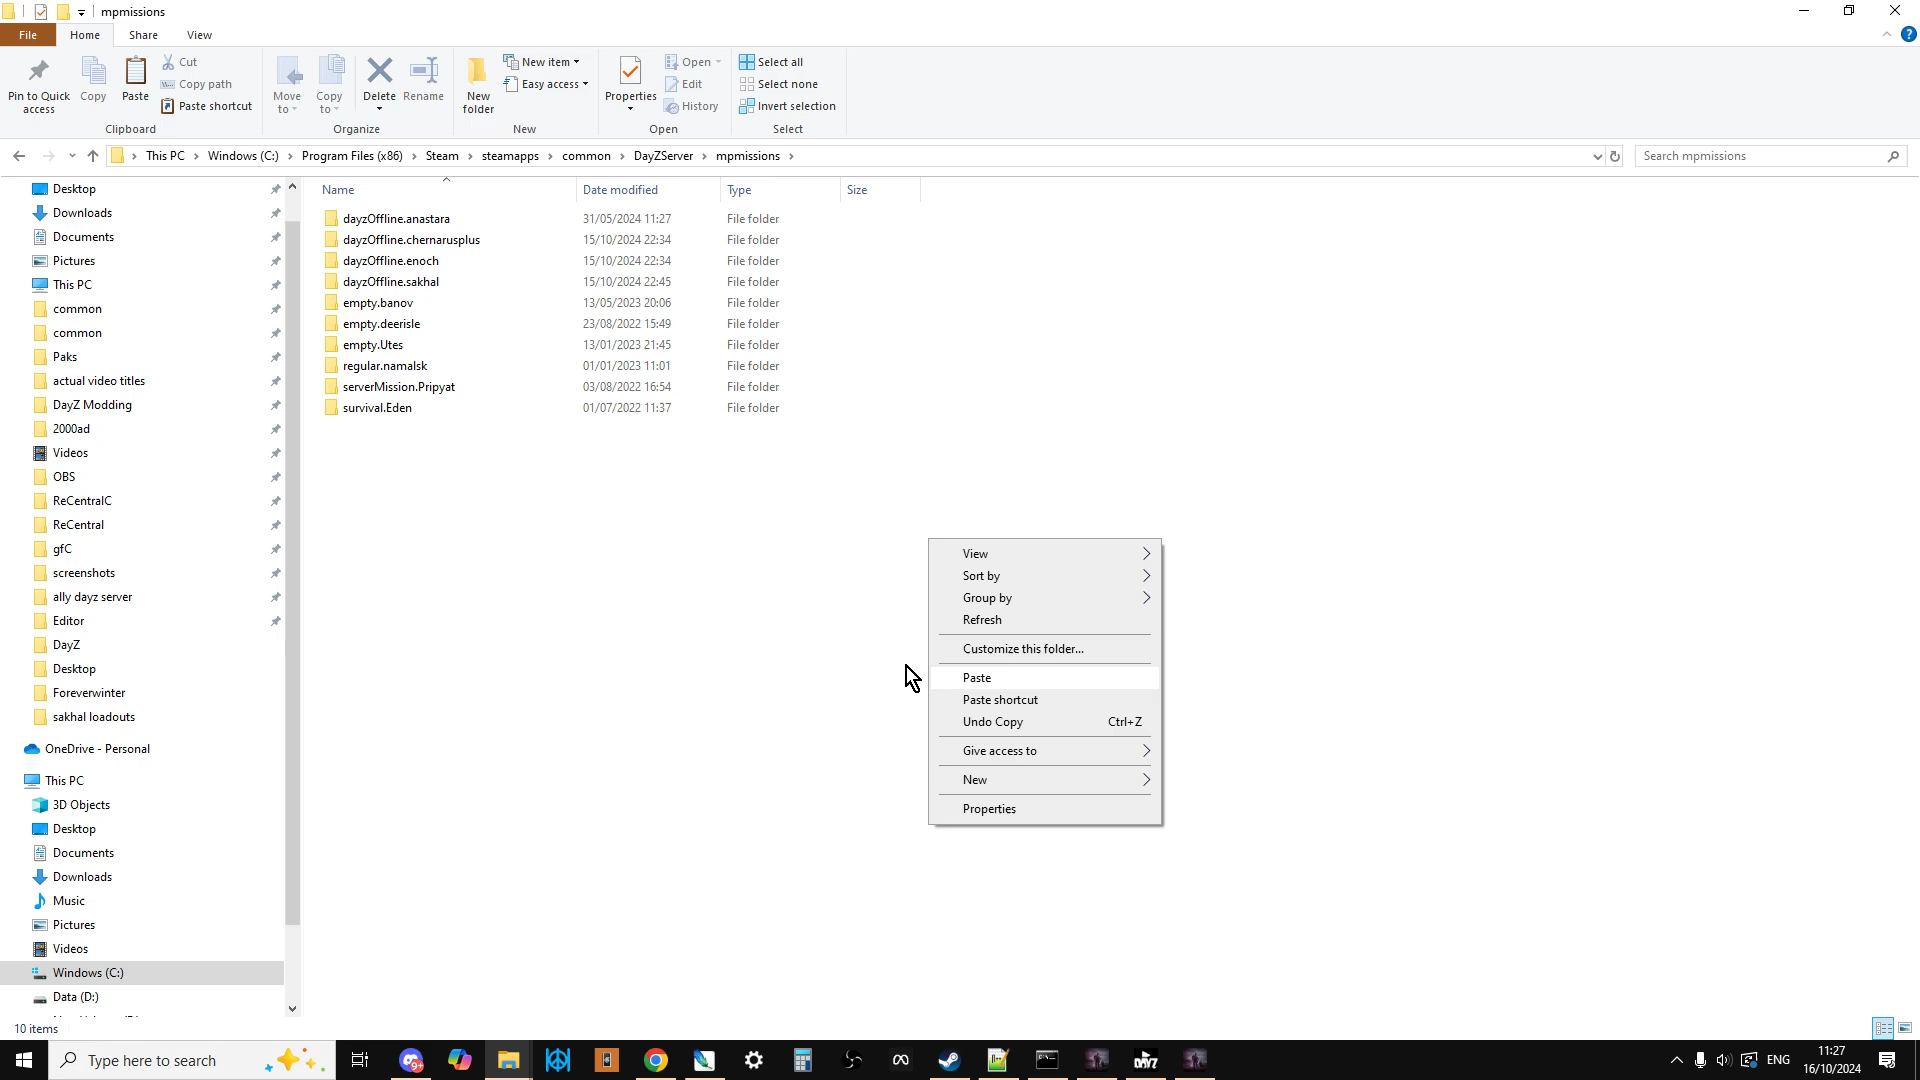 mpmissions
File
Home
Share
View
Pin to Quick access
Copy
Paste
Cut
Copy path
Paste shortcut
Clipboard
Move to
Copy to
Delete
Rename
Organize
New folder
New item
Easy access
New
Properties
Open
Edit
History
Open
Select all
Select none
Invert selection
Select
This PC > Windows (C:) > Program Files (x86) > Steam > steamapps > common > DayZServer > mpmissions >
Search mpmissions
Desktop
Downloads
Documents
Pictures
This PC
common
common
Paks
actual video titles
DayZ Modding
2000ad
Videos
OBS
ReCentralC
ReCentral
gfC
screenshots
ally dayz server
Editor
DayZ
Desktop
Foreverwinter
sakhal loadouts
OneDrive - Personal
This PC
3D Objects
Desktop
Documents
Downloads
Music
Pictures
Videos
Windows (C:)
Data (D:)
Name Date modified Type Size
dayzOffline.anastara 31/05/2024 11:27 File folder
dayzOffline.chernarusplus 15/10/2024 22:34 File folder
dayzOffline.enoch 15/10/2024 22:34 File folder
dayzOffline.sakhal 15/10/2024 22:45 File folder
empty.banov 13/05/2023 20:06 File folder
empty.deerisle 23/08/2022 15:49 File folder
empty.Utes 13/01/2023 21:45 File folder
regular.namalsk 01/01/2023 11:01 File folder
serverMission.Pripyat 03/08/2022 16:54 File folder
survival.Eden 01/07/2022 11:37 File folder
View
Sort by
Group by
Refresh
Customize this folder...
Paste
Paste shortcut
Undo Copy Ctrl+Z
Give access to
New
Properties
10 items
Type here to search
9+
DAYZ
ENG
11:27
16/10/2024